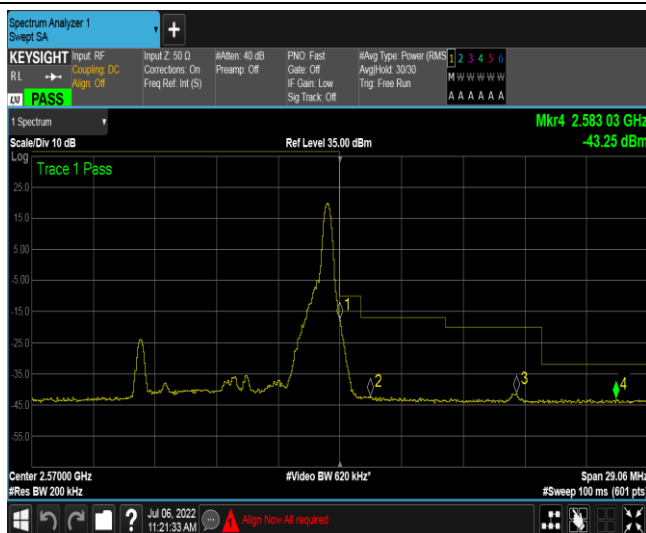 Spectrum Analyzer 1
Swept SA
+
KEYSIGHT
RL
LXI PASS
Input: RF
Coupling: DC
Align: Off
Input Z: 50 Ω
Corrections: On
Freq Ref: Int (S)
#Atten: 40 dB
Preamp: Off
PNO: Fast
Gate: Off
IF Gain: Low
Sig Track: Off
#Avg Type: Power (RMS
Avg|Hold: 30/30
Trig: Free Run
1 2 3 4 5 6
M W W W W W
A A A A A A
1 Spectrum
Scale/Div 10 dB
Ref Level 35.00 dBm
Mkr4 2.583 03 GHz
-43.25 dBm
Log
Trace 1 Pass
25.0
15.0
5.00
-5.00
-15.0
-25.0
-35.0
-45.0
-55.0
1
2
3
4
Center 2.57000 GHz
#Video BW 620 kHz*
Span 29.06 MHz
#Res BW 200 kHz
#Sweep 100 ms (601 pts)
?
Jul 06, 2022
11:21:33 AM
Align Now All required